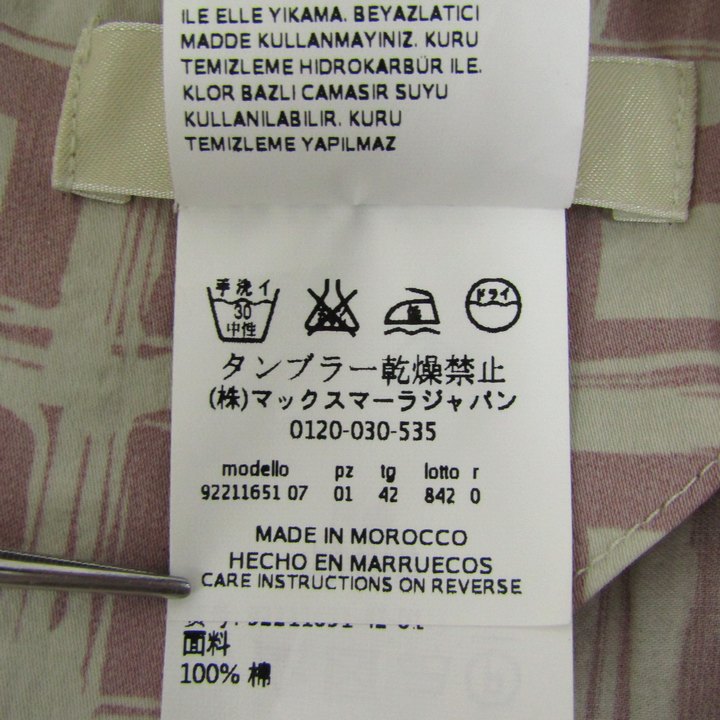 ILE ELLE YIKAMA. BEYAZLATICI
MADDE KULLANMAYINIZ. KURU
TEMIZLEME HIDROKARBÜR ILE.
KLOR BAZLI CAMASIR SUYU
KULLANILABILIR. KURU
TEMIZLEME YAPILMAZ
手洗イ
30
中性
低
ドライ
タンブラー乾燥禁止
(株)マックスマーラジャパン
0120-030-535
modello pz tg lotto r
92211651 07 01 42 842 0
MADE IN MOROCCO
HECHO EN MARRUECOS
CARE INSTRUCTIONS ON REVERSE
面料
100% 棉